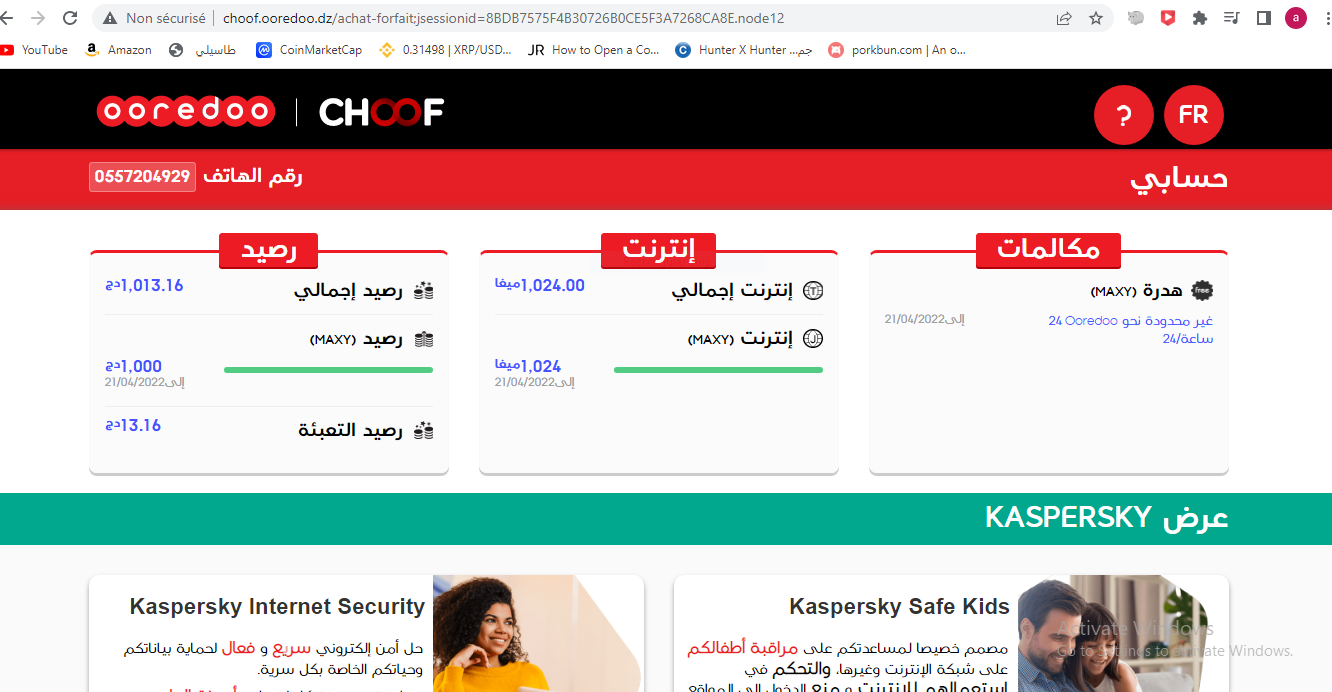 Non sécurisé | choof.ooredoo.dz/achat-forfait;jsessionid=8BDB7575F4B30726B0CE5F3A7268CA8E.node12
a
YouTube
Amazon
طاسيلي
CoinMarketCap
0.31498 | XRP/USD...
JR How to Open a Co...
Hunter X Hunter ...جم
porkbun.com | An o...
ooredoo | CHOOF
? FR
حسابي
رقم الهاتف 0557204929
مكالمات
free هدرة (MAXY)
غير محدودة نحو Ooredoo 24
ساعة/24
إلى21/04/2022
إنترنت
إنترنت إجمالي
1,024.00ميغا
إنترنت (MAXY)
1,024ميغا
إلى21/04/2022
رصيد
رصيد إجمالي
1,013.16دج
رصيد (MAXY)
1,000دج
إلى21/04/2022
رصيد التعبئة
13.16دج
عرض KASPERSKY
Kaspersky Safe Kids
مصمم خصيصا لمساعدتكم على مراقبة أطفالكم
على شبكة الإنترنت وغيرها، والتحكم في
استعمالهم للإنترنت و منع الدخول إلى المواقع
Kaspersky Internet Security
حل أمن إلكتروني سريع و فعال لحماية بياناتكم
وحياتكم الخاصة بكل سرية.
Activate Windows
Go to Settings to activate Windows.